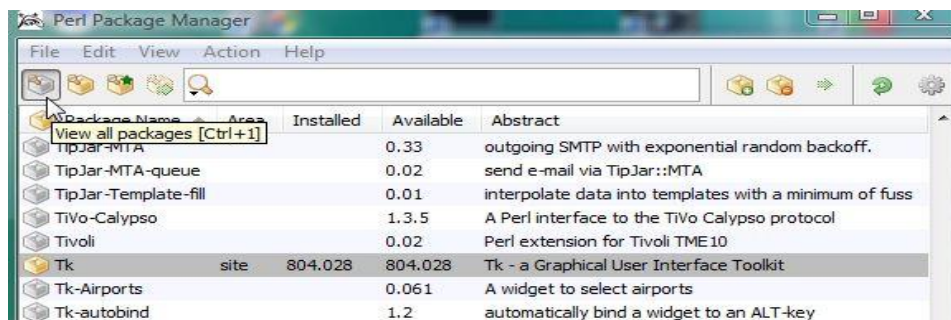 Perl Package Manager
File Edit View Action Help
Package Name Area Installed Available Abstract
View all packages [Ctrl+1]
TipJar-MTA 0.33 outgoing SMTP with exponential random backoff.
TipJar-MTA-queue 0.02 send e-mail via TipJar::MTA
TipJar-Template-fill 0.01 interpolate data into templates with a minimum of fuss
TiVo-Calypso 1.3.5 A Perl interface to the TiVo Calypso protocol
Tivoli 0.02 Perl extension for Tivoli TME10
Tk site 804.028 804.028 Tk - a Graphical User Interface Toolkit
Tk-Airports 0.061 A widget to select airports
Tk-autobind 1.2 automatically bind a widget to an ALT-key